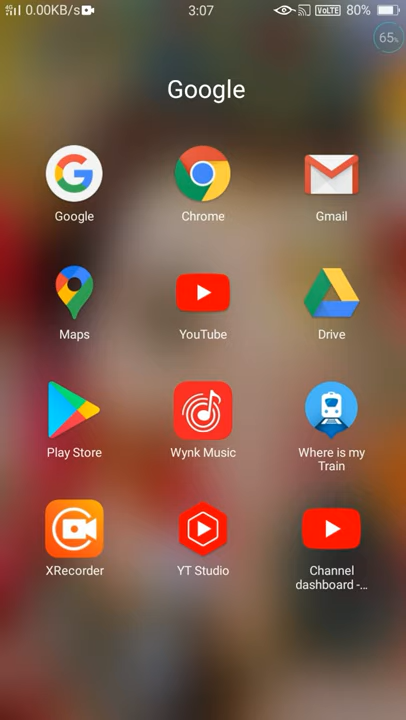 4G 0.00KB/s 3:07 VoLTE 80%
65%
Google
Google Chrome Gmail
Maps YouTube Drive
Play Store Wynk Music Where is my
Train
XRecorder YT Studio Channel
dashboard -...